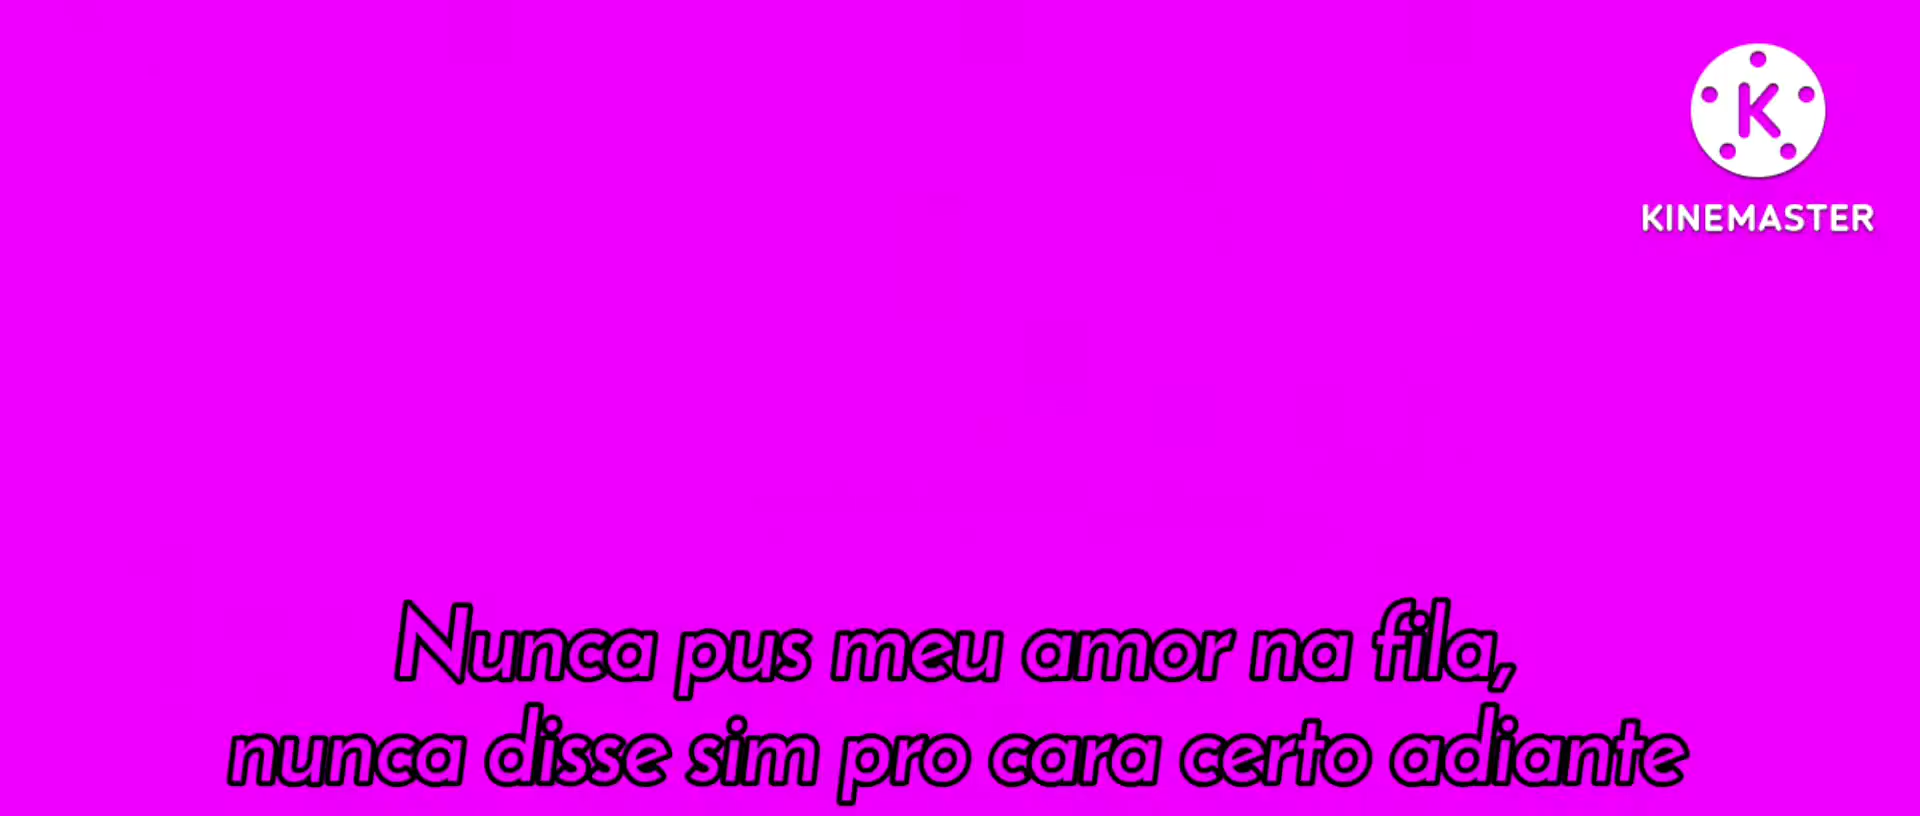 K
KINEMASTER
Nunca pus meu amor na fila,
nunca disse sim pro cara certo adiante